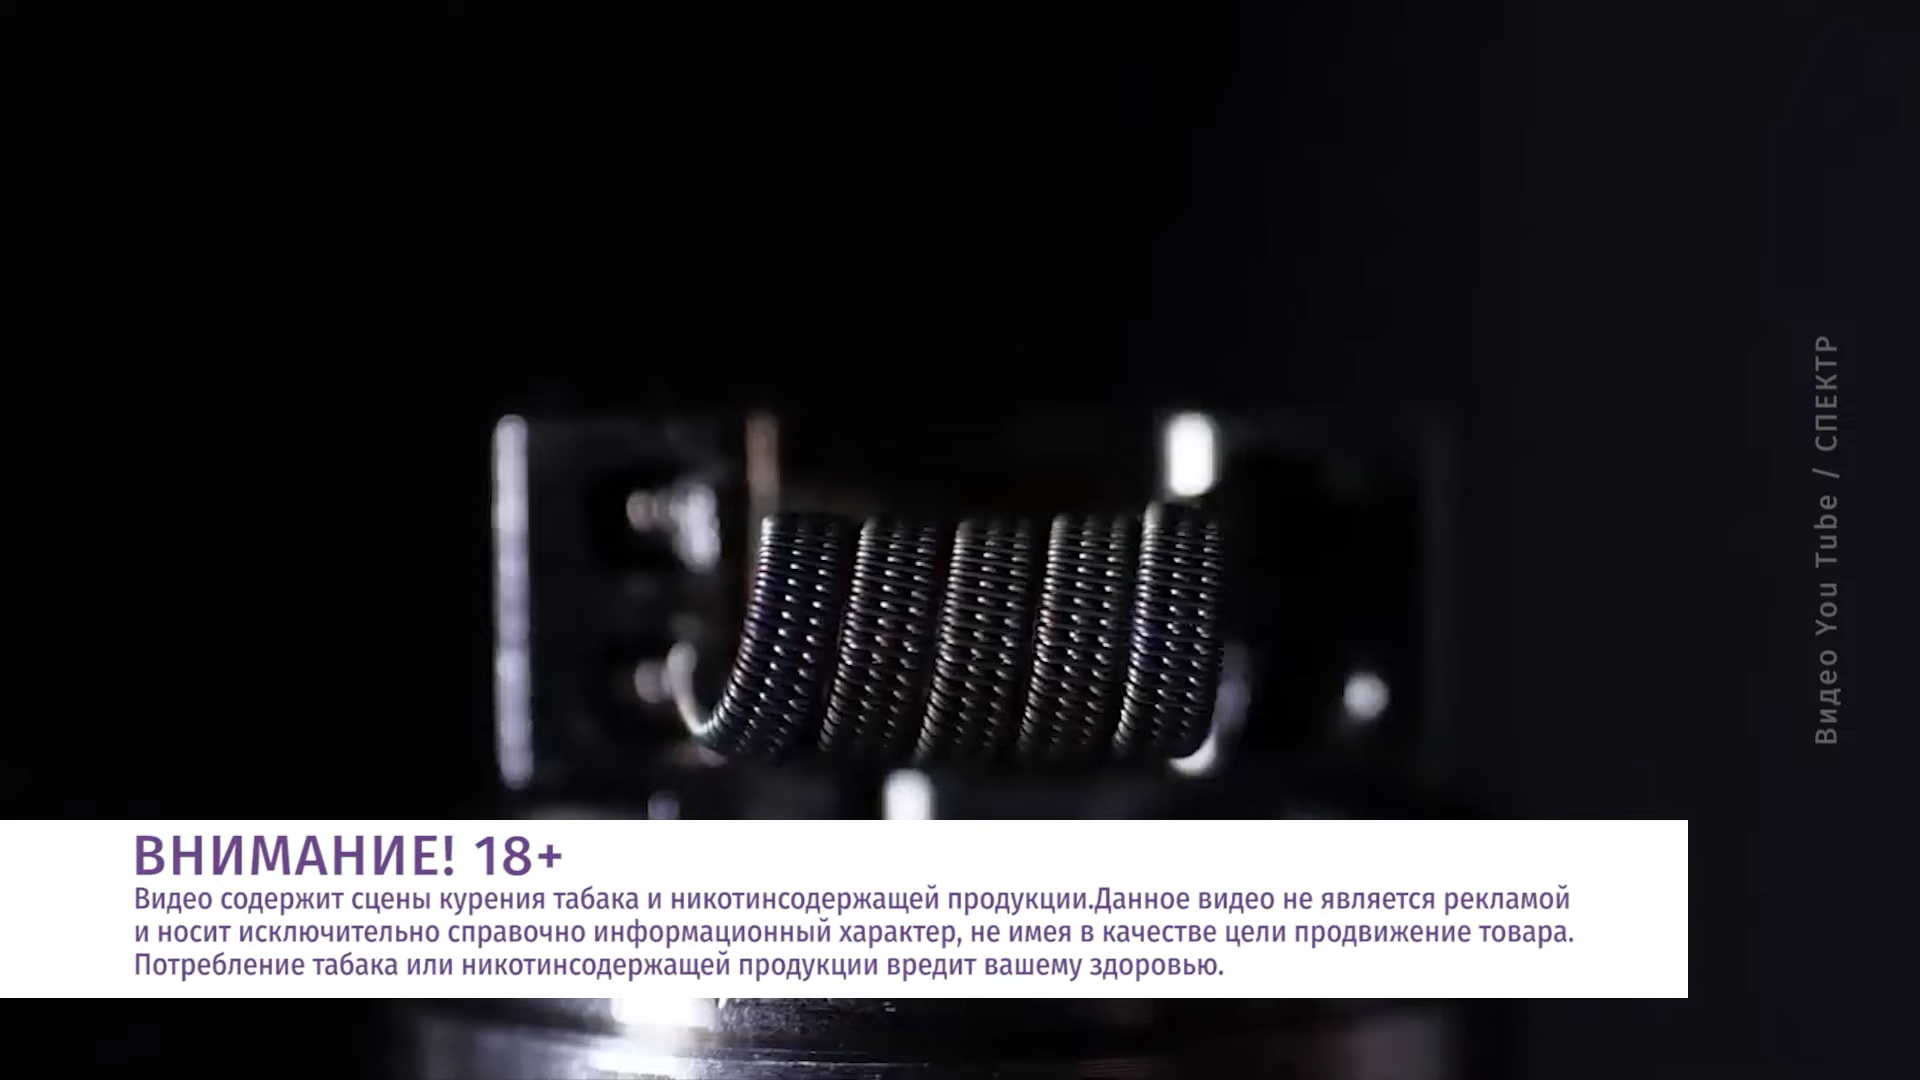 ВНИМАНИЕ! 18+
Видео содержит сцены курения табака и никотинсодержащей продукции.Данное видео не является рекламой
и носит исключительно справочно информационный характер, не имея в качестве цели продвижение товара.
Потребление табака или никотинсодержащей продукции вредит вашему здоровью.
Видео You Tube / СПЕКТР